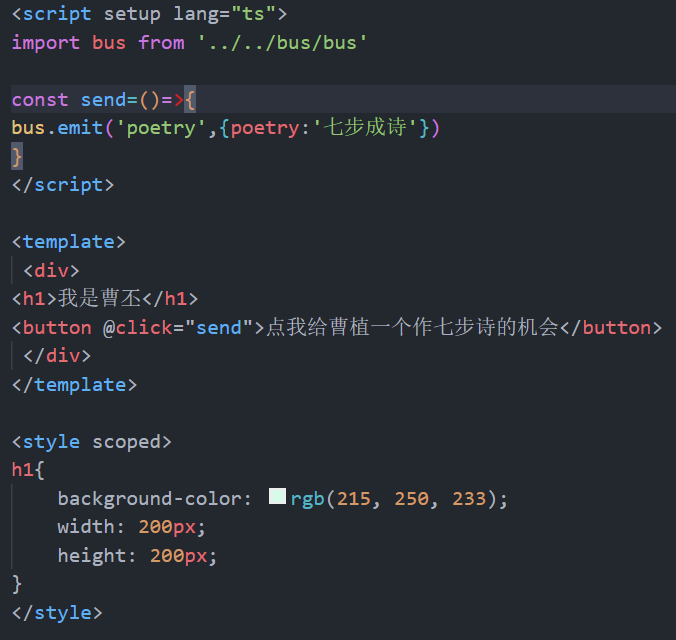 <script setup lang="ts">
import bus from '../../bus/bus'
const send=()=>{
bus.emit('poetry',{poetry:'七步成诗'})
}
</script>
<template>
<div>
<h1>我是曹丕</h1>
<button @click="send">点我给曹植一个作七步诗的机会</button>
</div>
</template>
<style scoped>
h1{
background-color: rgb(215, 250, 233);
width: 200px;
height: 200px;
}
</style>